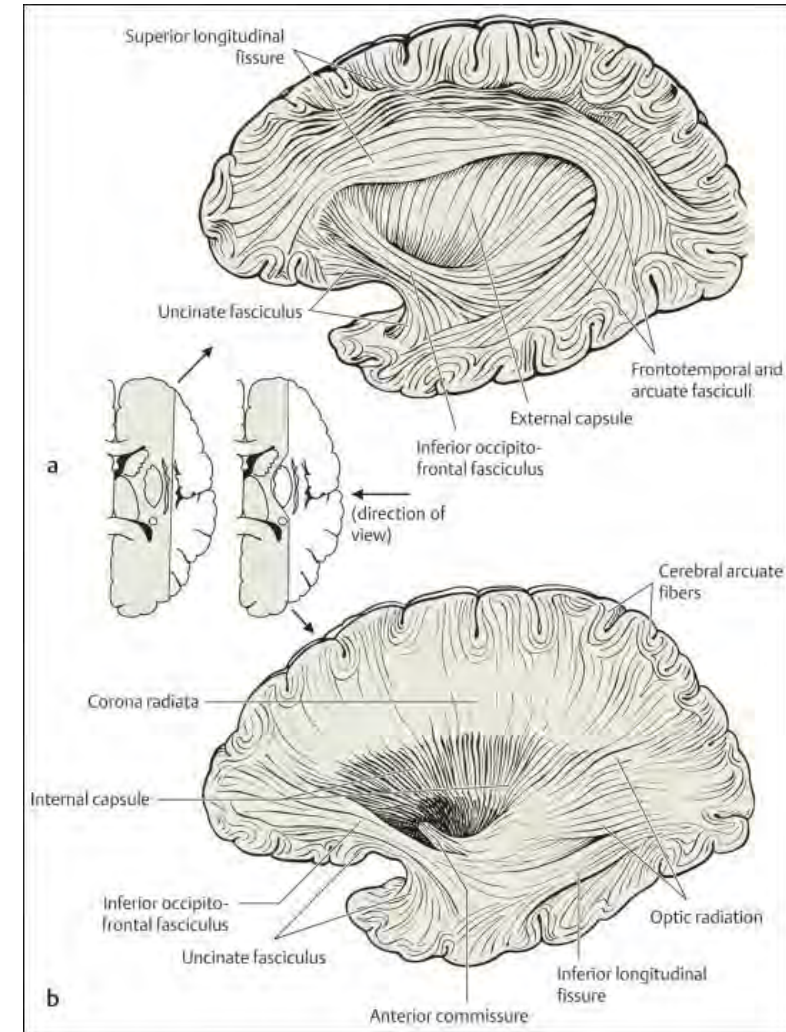 Superior longitudinal
fissure
Uncinate fasciculus
Frontotemporal and
arcuate fasciculi
External capsule
Inferior occipito-
frontal fasciculus
a
(direction of
view)
Cerebral arcuate
fibers
Corona radiata
Internal capsule
Inferior occipito-
frontal fasciculus
Optic radiation
Uncinate fasciculus
Inferior longitudinal
fissure
b
Anterior commissure